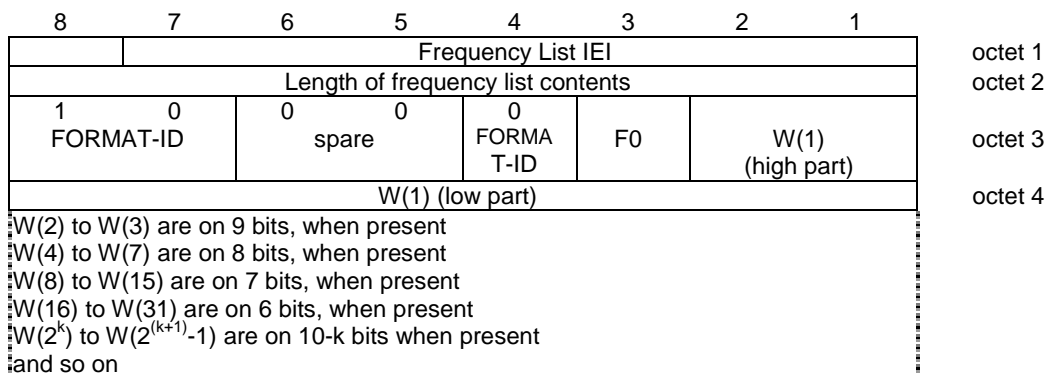 8 7 6 5 4 3 2 1
Frequency List IEI octet 1
Length of frequency list contents octet 2
1 0 0 0 0
FORMAT-ID spare FORMA F0 W(1) octet 3
T-ID (high part)
W(1) (low part) octet 4
W(2) to W(3) are on 9 bits, when present
W(4) to W(7) are on 8 bits, when present
W(8) to W(15) are on 7 bits, when present
W(16) to W(31) are on 6 bits, when present
W(2^k) to W(2^(k+1)-1) are on 10-k bits when present
and so on